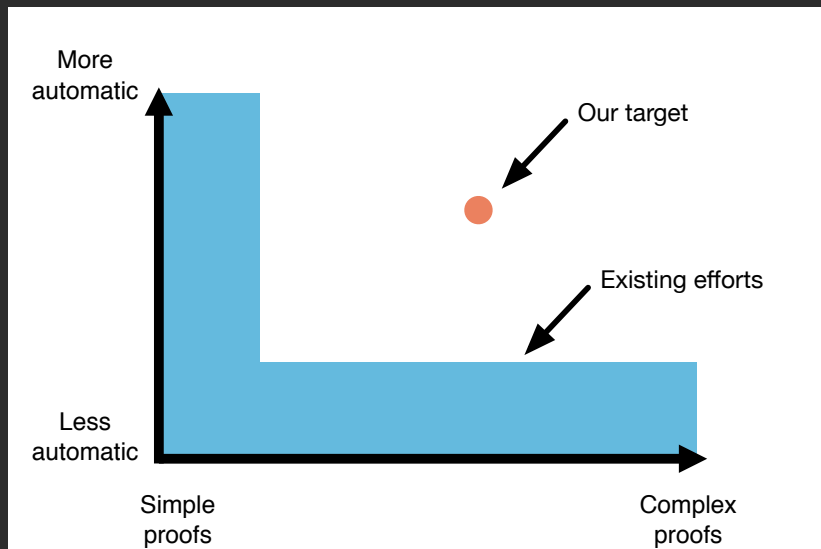 More
automatic
Our target
Existing efforts
Less
automatic
Simple
proofs
Complex
proofs